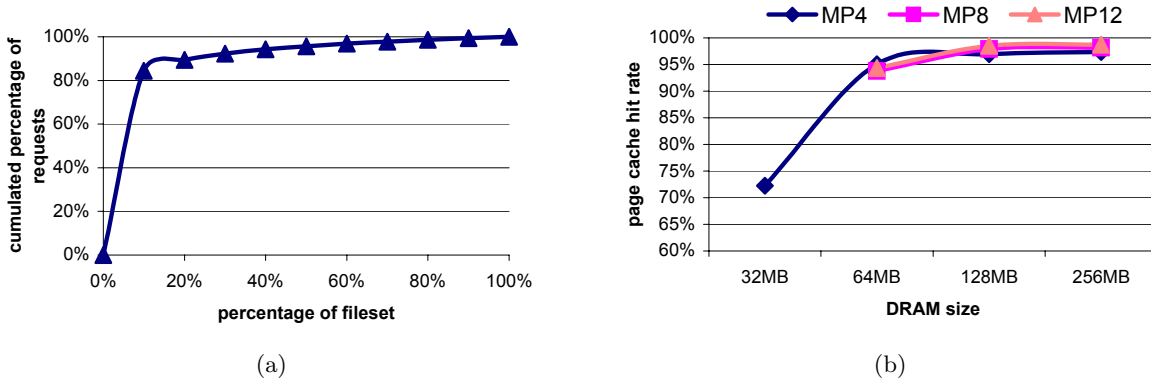 100%
80%
60%
40%
20%
0%
cumulated percentage of
requests
0% 20% 40% 60% 80% 100%
percentage of fileset
(a)
MP4 MP8 MP12
100%
95%
90%
85%
80%
75%
70%
65%
60%
page cache hit rate
32MB 64MB 128MB 256MB
DRAM size
(b)